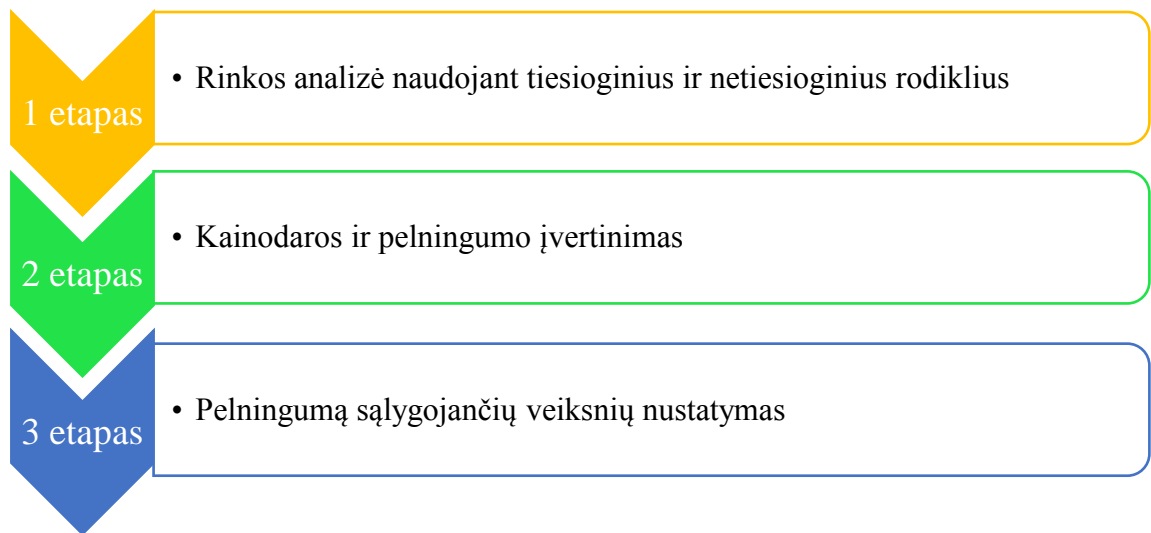 1 etapas
• Rinkos analizė naudojant tiesioginius ir netiesioginius rodiklius
2 etapas
• Kainodaros ir pelningumo įvertinimas
3 etapas
• Pelningumą sąlygojančių veiksnių nustatymas